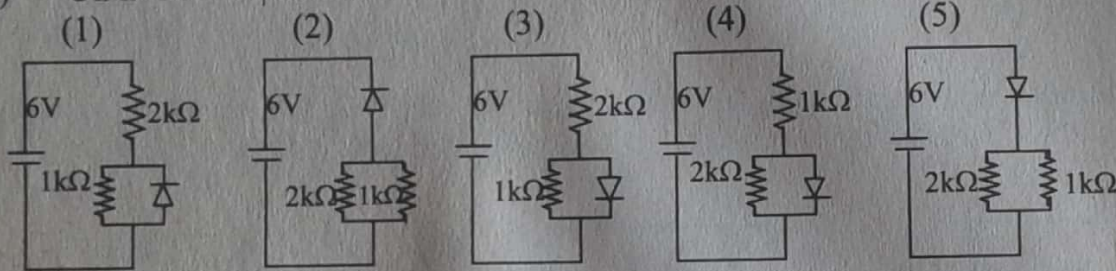 (1) (2) (3) (4) (5)
6V 2kΩ 6V 6V 2kΩ 6V 1kΩ 6V
1kΩ 2kΩ 1kΩ 1kΩ 2kΩ 2kΩ 1kΩ